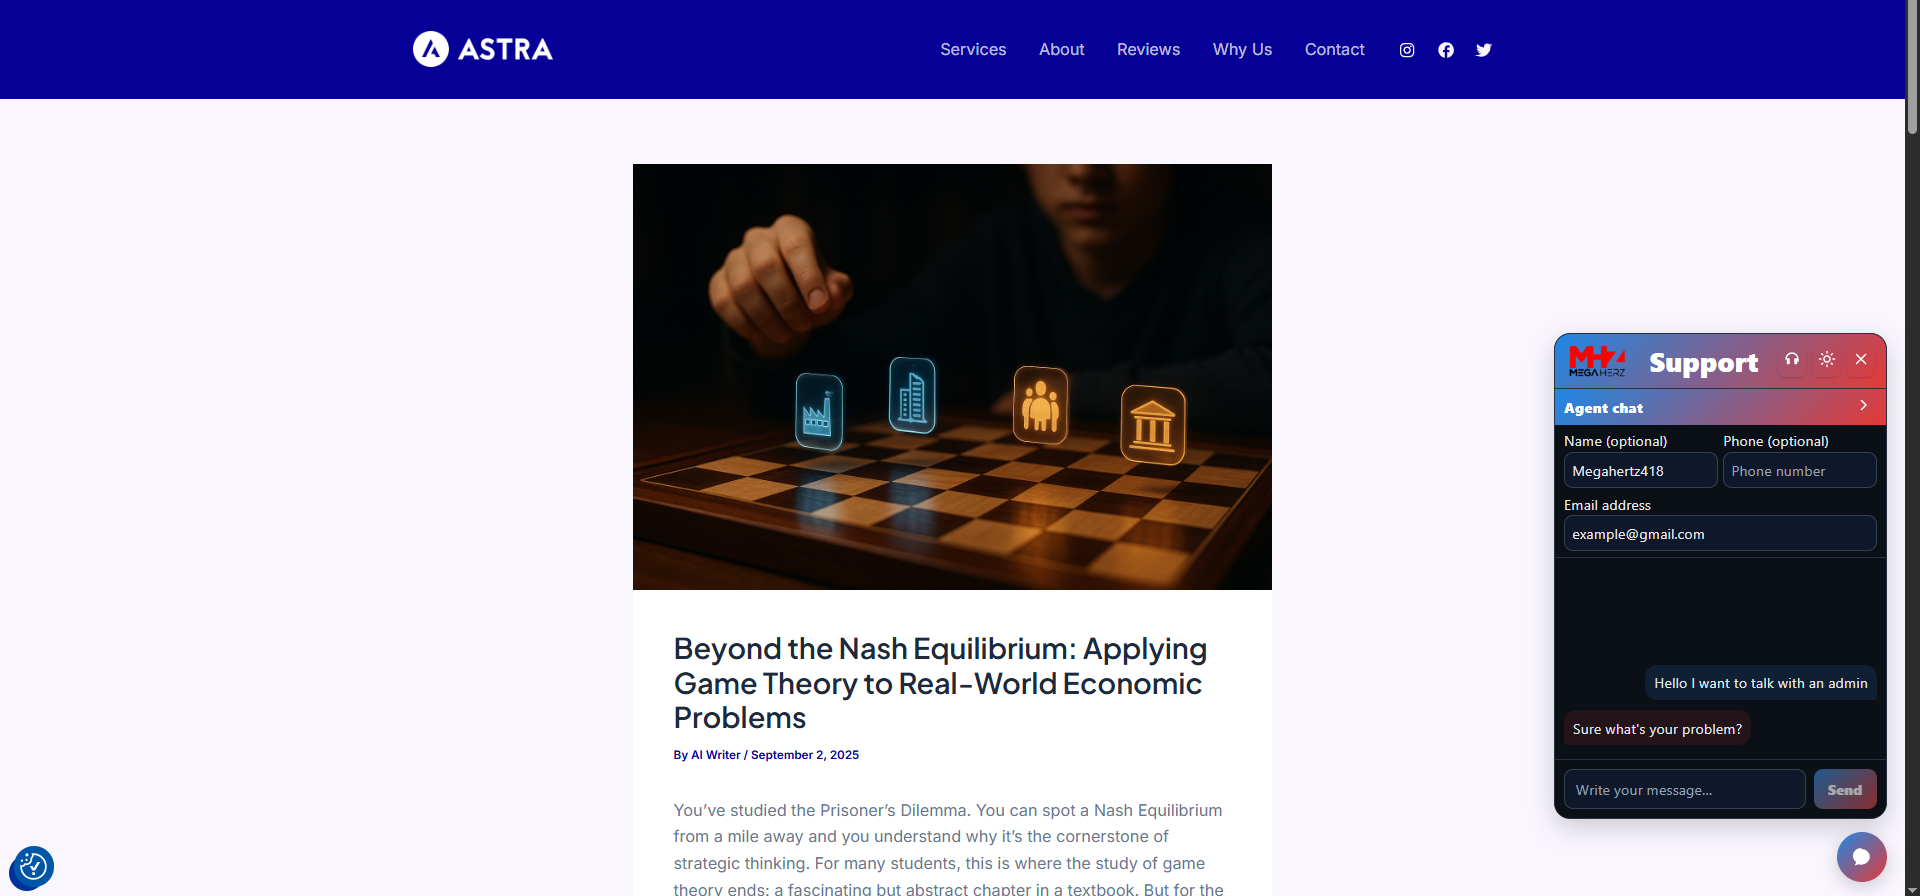 ASTRA
Services About Reviews Why Us Contact
Beyond the Nash Equilibrium: Applying
Game Theory to Real-World Economic
Problems
By AI Writer / September 2, 2025
You’ve studied the Prisoner’s Dilemma. You can spot a Nash Equilibrium
from a mile away and you understand why it’s the cornerstone of
strategic thinking. For many students, this is where the study of game
theory ends: a fascinating but abstract chapter in a textbook. But for the
MHz
MEGA HERZ
Support
Agent chat
Name (optional) Phone (optional)
Megahertz418 Phone number
Email address
example@gmail.com
Hello I want to talk with an admin
Sure what's your problem?
Write your message... Send